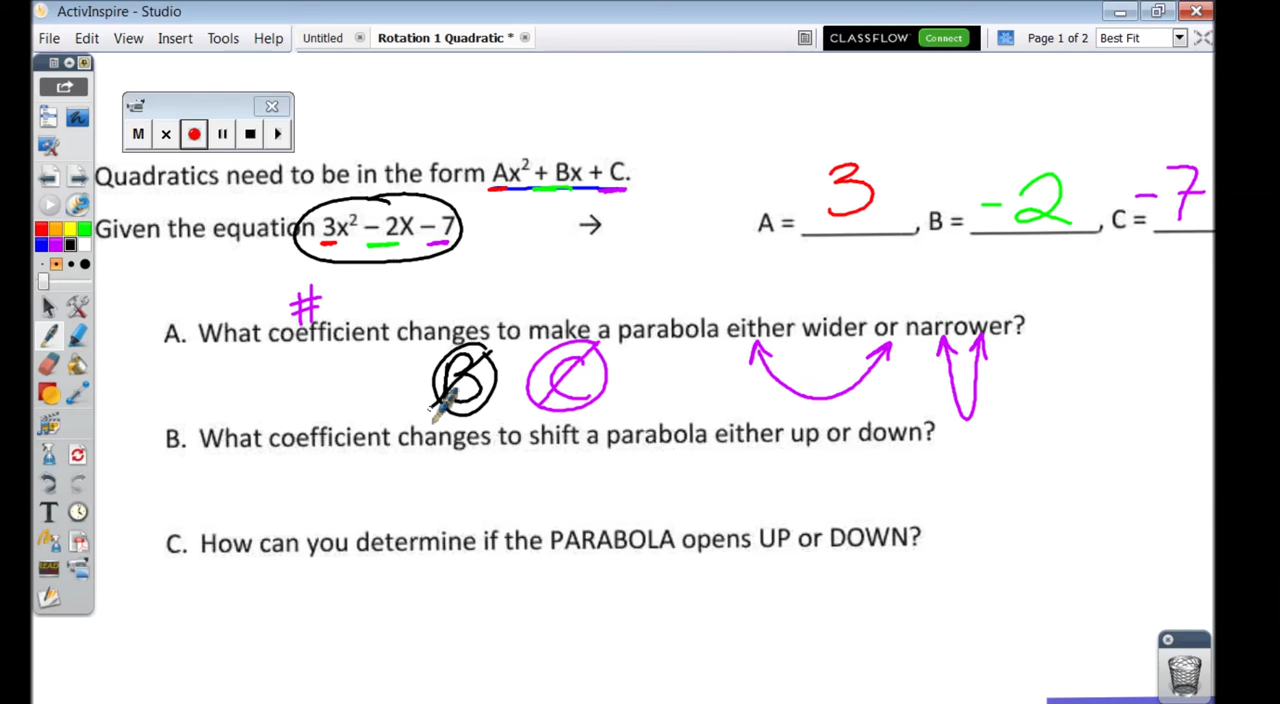 ActivInspire - Studio
File Edit View Insert Tools Help Untitled Rotation 1 Quadratic * CLASSFLOW Connect Page 1 of 2 Best Fit
M
Quadratics need to be in the form Ax² + Bx + C.
Given the equation 3x² – 2X – 7 → A = 3, B = -2, C = -7
#
A. What coefficient changes to make a parabola either wider or narrower?
B C
B. What coefficient changes to shift a parabola either up or down?
C. How can you determine if the PARABOLA opens UP or DOWN?
T